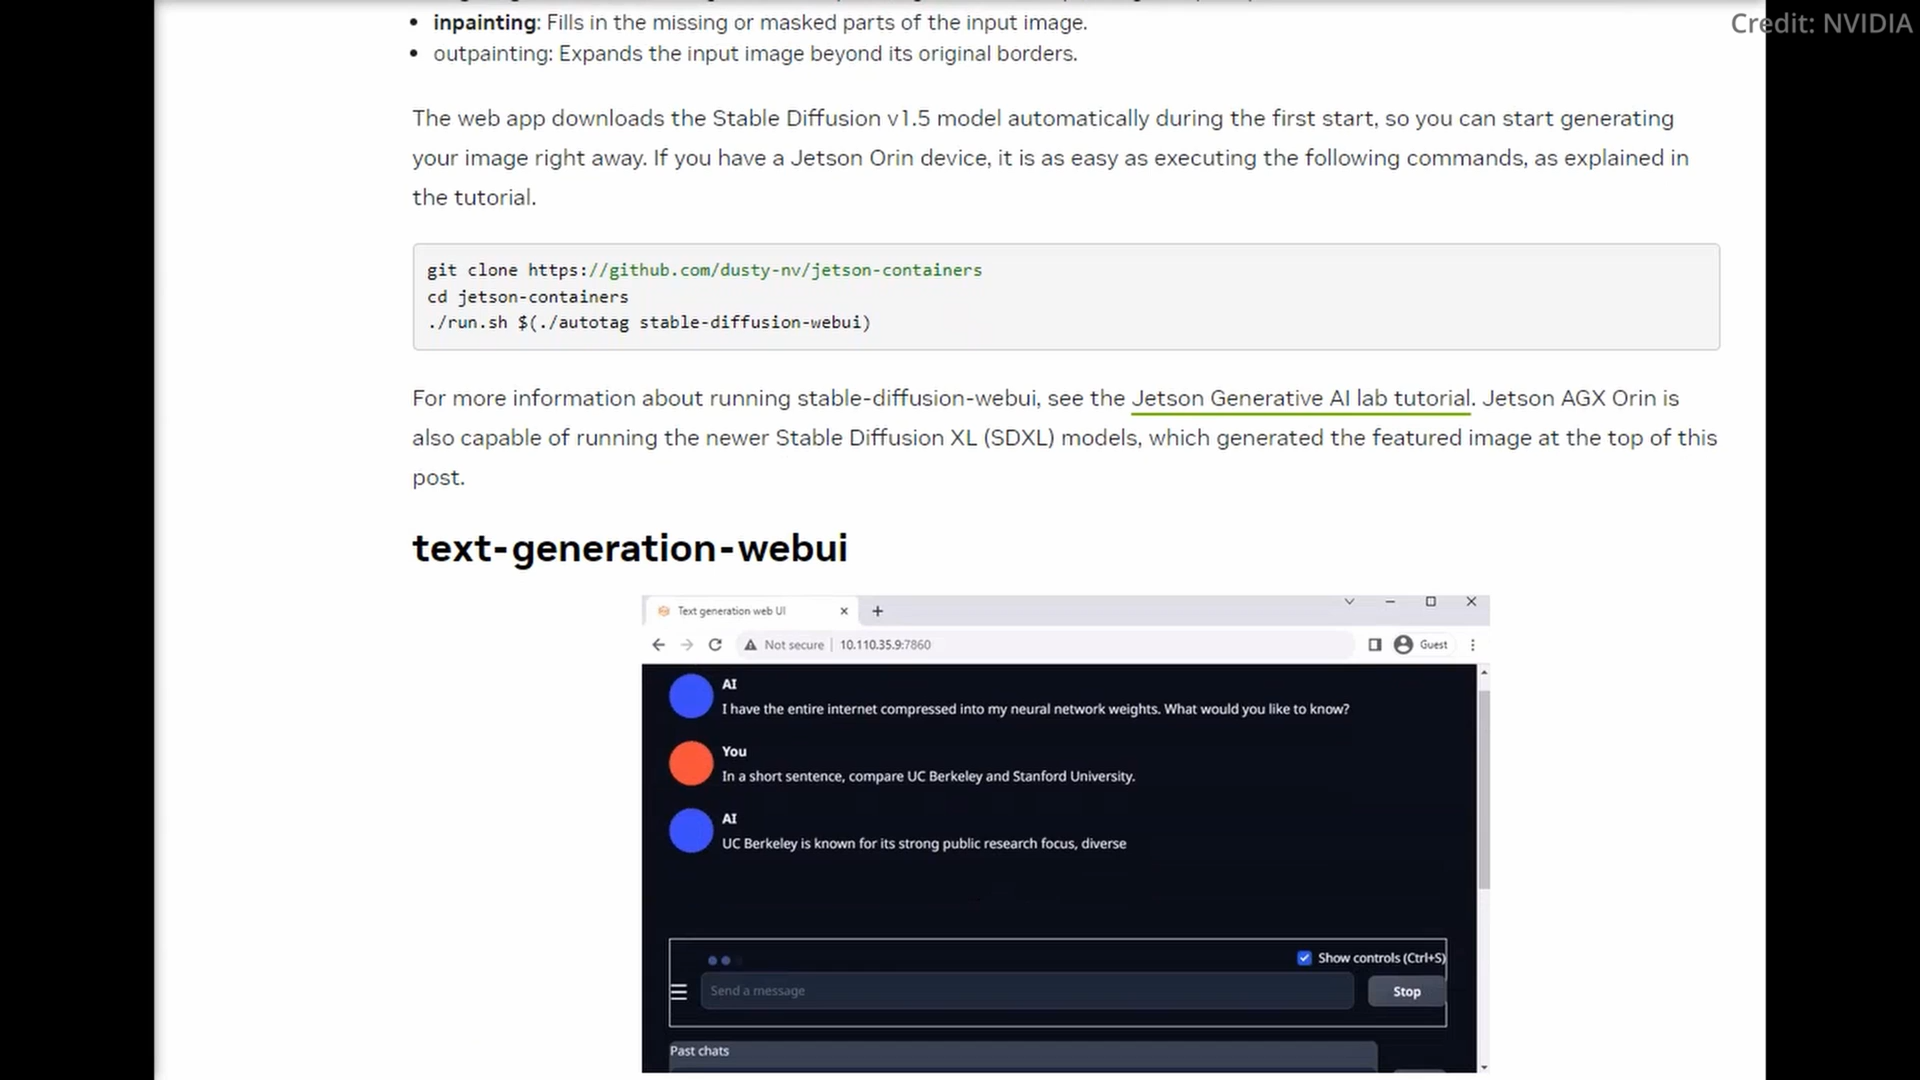 Credit: NVIDIA
• inpainting: Fills in the missing or masked parts of the input image.
• outpainting: Expands the input image beyond its original borders.
The web app downloads the Stable Diffusion v1.5 model automatically during the first start, so you can start generating
your image right away. If you have a Jetson Orin device, it is as easy as executing the following commands, as explained in
the tutorial.
git clone https://github.com/dusty-nv/jetson-containers
cd jetson-containers
./run.sh $(./autotag stable-diffusion-webui)
For more information about running stable-diffusion-webui, see the Jetson Generative AI lab tutorial. Jetson AGX Orin is
also capable of running the newer Stable Diffusion XL (SDXL) models, which generated the featured image at the top of this
post.
text-generation-webui
Text generation web UI
Not secure | 10.110.35.9:7860
Guest
AI
I have the entire internet compressed into my neural network weights. What would you like to know?
You
In a short sentence, compare UC Berkeley and Stanford University.
AI
UC Berkeley is known for its strong public research focus, diverse
Show controls (Ctrl+S)
Send a message
Stop
Past chats